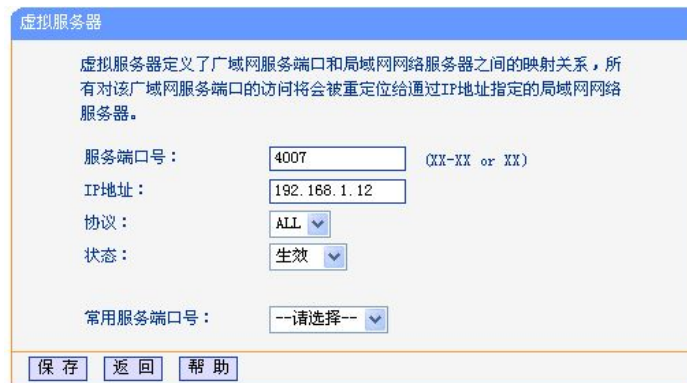 虚拟服务器
虚拟服务器定义了广域网服务端口和局域网网络服务器之间的映射关系，所
有对该广域网服务端口的访问将会被重定位给通过IP地址指定的局域网网络
服务器。
服务端口号： 4007 (XX-XX or XX)
IP地址： 192.168.1.12
协议： ALL
状态： 生效
常用服务端口号： --请选择--
保 存 返 回 帮 助